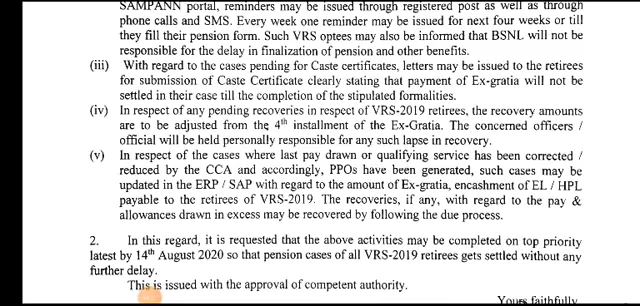 SAMPANN portal, reminders may be issued through registered post as well as through
phone calls and SMS. Every week one reminder may be issued for next four weeks or till
they fill their pension form. Such VRS optees may also be informed that BSNL will not be
responsible for the delay in finalization of pension and other benefits.
(iii) With regard to the cases pending for Caste certificates, letters may be issued to the retirees
for submission of Caste Certificate clearly stating that payment of Ex-gratia will not be
settled in their case till the completion of the stipulated formalities.
(iv) In respect of any pending recoveries in respect of VRS-2019 retirees, the recovery amounts
are to be adjusted from the 4th installment of the Ex-Gratia. The concerned officers /
official will be held personally responsible for any such lapse in recovery.
(v) In respect of the cases where last pay drawn or qualifying service has been corrected /
reduced by the CCA and accordingly, PPOs have been generated, such cases may be
updated in the ERP / SAP with regard to the amount of Ex-gratia, encashment of EL / HPL
payable to the retirees of VRS-2019. The recoveries, if any, with regard to the pay &
allowances drawn in excess may be recovered by following the due process.
2. In this regard, it is requested that the above activities may be completed on top priority
latest by 14th August 2020 so that pension cases of all VRS-2019 retirees gets settled without any
further delay.
This is issued with the approval of competent authority.
Yours faithfully